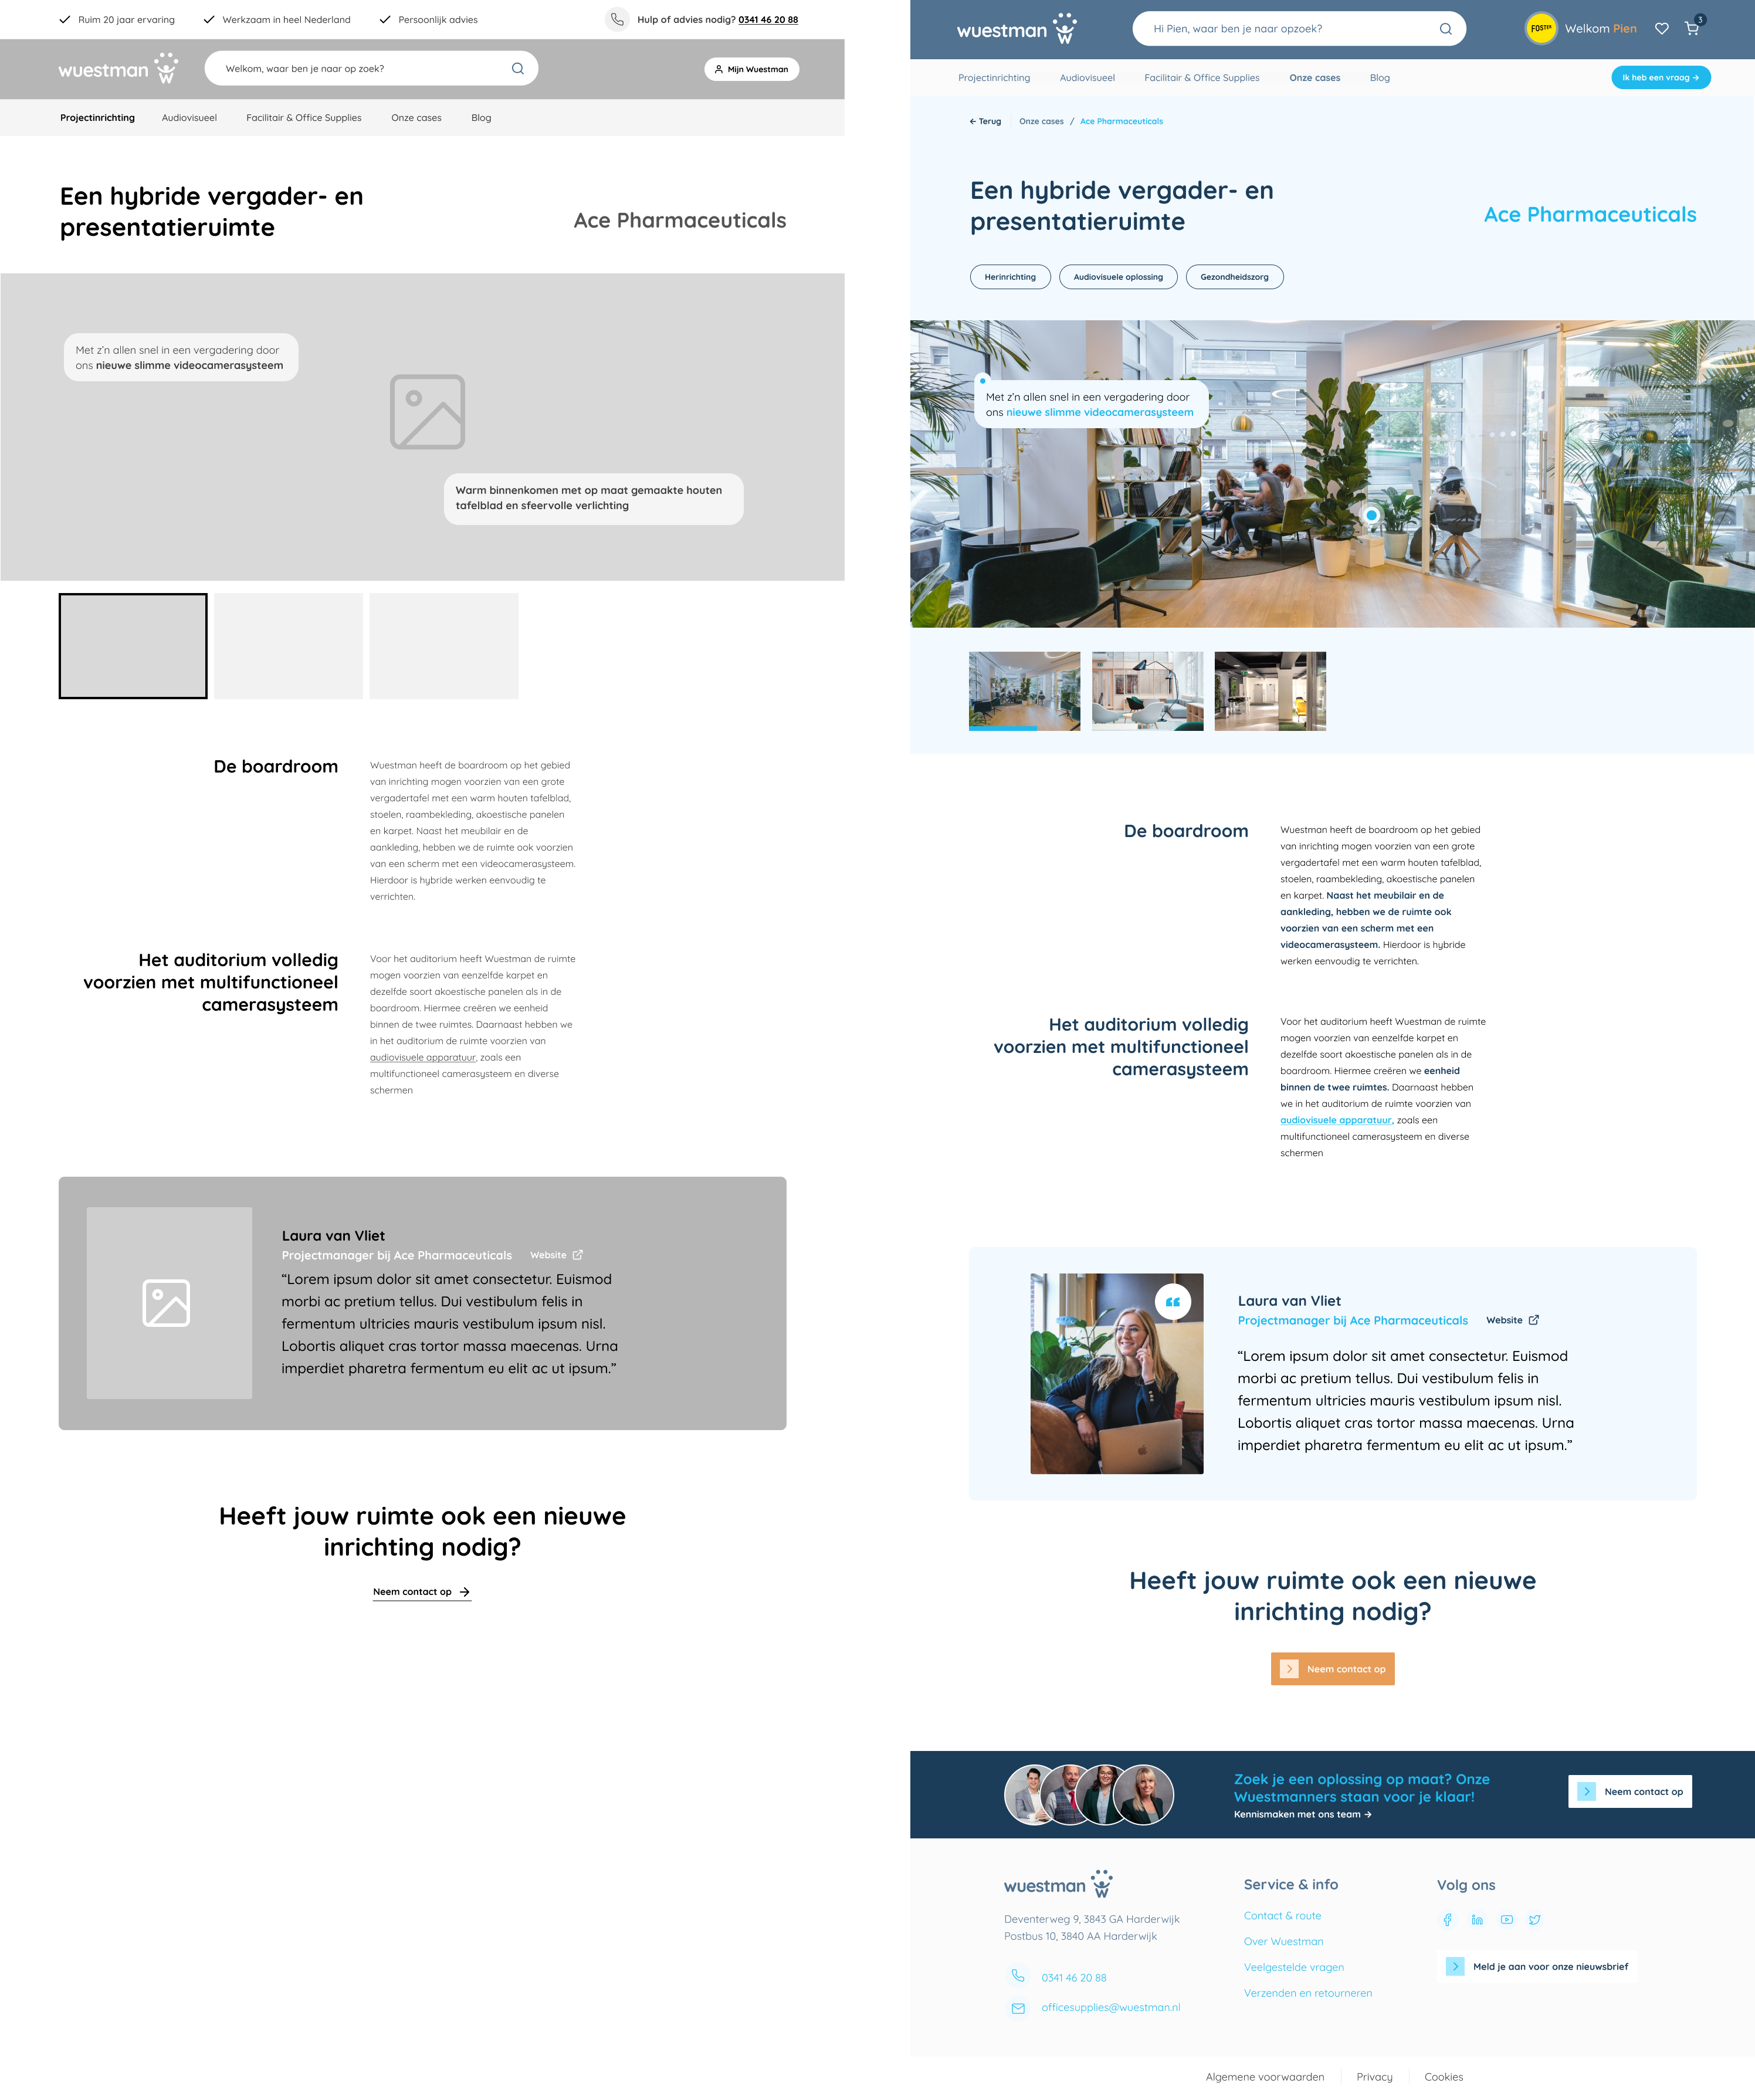 Ruim 20 jaar ervaring
Werkzaam in heel Nederland
Persoonlijk advies
Hulp of advies nodig? 0341 46 20 88
wuestman
Welkom, waar ben je naar op zoek?
Mijn Wuestman
Projectinrichting
Audiovisueel
Facilitair & Office Supplies
Onze cases
Blog
Een hybride vergader- en
presentatieruimte
Ace Pharmaceuticals
Met z’n allen snel in een vergadering door
ons nieuwe slimme videocamerasysteem
Warm binnenkomen met op maat gemaakte houten
tafelblad en sfeervolle verlichting
De boardroom
Wuestman heeft de boardroom op het gebied
van inrichting mogen voorzien van een grote
vergadertafel met een warm houten tafelblad,
stoelen, raambekleding, akoestische panelen
en karpet. Naast het meubilair en de
aankleding, hebben we de ruimte ook voorzien
van een scherm met een videocamerasysteem.
Hierdoor is hybride werken eenvoudig te
verrichten.
Het auditorium volledig
voorzien met multifunctioneel
camerasysteem
Voor het auditorium heeft Wuestman de ruimte
mogen voorzien van eenzelfde karpet en
dezelfde soort akoestische panelen als in de
boardroom. Hiermee creëren we eenheid
binnen de twee ruimtes. Daarnaast hebben we
in het auditorium de ruimte voorzien van
audiovisuele apparatuur, zoals een
multifunctioneel camerasysteem en diverse
schermen
Laura van Vliet
Projectmanager bij Ace Pharmaceuticals
Website
“Lorem ipsum dolor sit amet consectetur. Euismod
morbi ac pretium tellus. Dui vestibulum felis in
fermentum ultricies mauris vestibulum ipsum nisl.
Lobortis aliquet cras tortor massa maecenas. Urna
imperdiet pharetra fermentum eu elit ac ut ipsum.”
Heeft jouw ruimte ook een nieuwe
inrichting nodig?
Neem contact op
wuestman
Hi Pien, waar ben je naar opzoek?
FOSTER
Welkom Pien
3
Projectinrichting
Audiovisueel
Facilitair & Office Supplies
Onze cases
Blog
Ik heb een vraag →
← Terug
Onze cases / Ace Pharmaceuticals
Een hybride vergader- en
presentatieruimte
Ace Pharmaceuticals
Herinrichting
Audiovisuele oplossing
Gezondheidszorg
Met z’n allen snel in een vergadering door
ons nieuwe slimme videocamerasysteem
De boardroom
Wuestman heeft de boardroom op het gebied
van inrichting mogen voorzien van een grote
vergadertafel met een warm houten tafelblad,
stoelen, raambekleding, akoestische panelen
en karpet. Naast het meubilair en de
aankleding, hebben we de ruimte ook
voorzien van een scherm met een
videocamerasysteem. Hierdoor is hybride
werken eenvoudig te verrichten.
Het auditorium volledig
voorzien met multifunctioneel
camerasysteem
Voor het auditorium heeft Wuestman de ruimte
mogen voorzien van eenzelfde karpet en
dezelfde soort akoestische panelen als in de
boardroom. Hiermee creëren we eenheid
binnen de twee ruimtes. Daarnaast hebben
we in het auditorium de ruimte voorzien van
audiovisuele apparatuur, zoals een
multifunctioneel camerasysteem en diverse
schermen
Laura van Vliet
Projectmanager bij Ace Pharmaceuticals
Website
“Lorem ipsum dolor sit amet consectetur. Euismod
morbi ac pretium tellus. Dui vestibulum felis in
fermentum ultricies mauris vestibulum ipsum nisl.
Lobortis aliquet cras tortor massa maecenas. Urna
imperdiet pharetra fermentum eu elit ac ut ipsum.”
Heeft jouw ruimte ook een nieuwe
inrichting nodig?
Neem contact op
Zoek je een oplossing op maat? Onze
Wuestmanners staan voor je klaar!
Kennismaken met ons team →
Neem contact op
wuestman
Deventerweg 9, 3843 GA Harderwijk
Postbus 10, 3840 AA Harderwijk
0341 46 20 88
officesupplies@wuestman.nl
Service & info
Contact & route
Over Wuestman
Veelgestelde vragen
Verzenden en retourneren
Volg ons
Meld je aan voor onze nieuwsbrief
Algemene voorwaarden
Privacy
Cookies